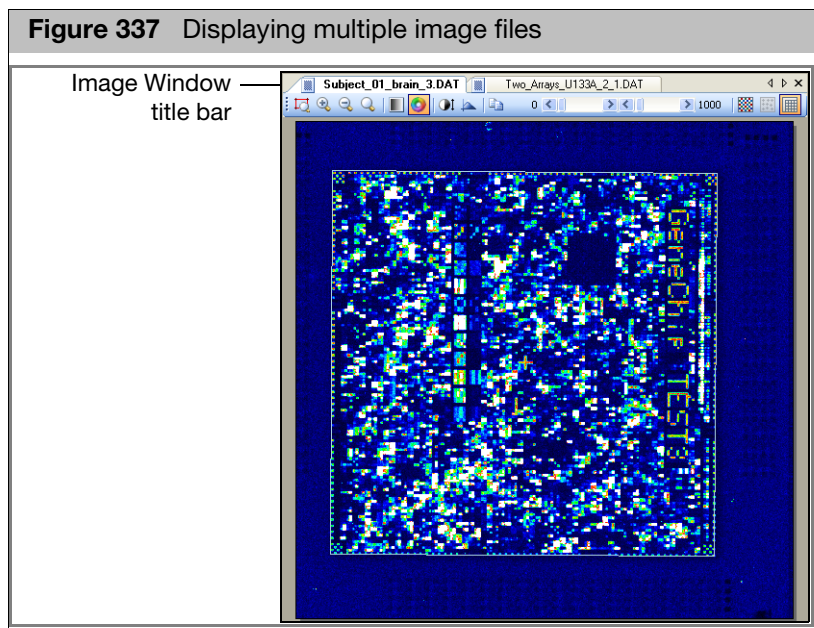 Figure 337 Displaying multiple image files
Image Window
title bar
Subject_01_brain_3.DAT
Two_Arrays_U133A_2_1.DAT
0
1000
GeneChip TEST3